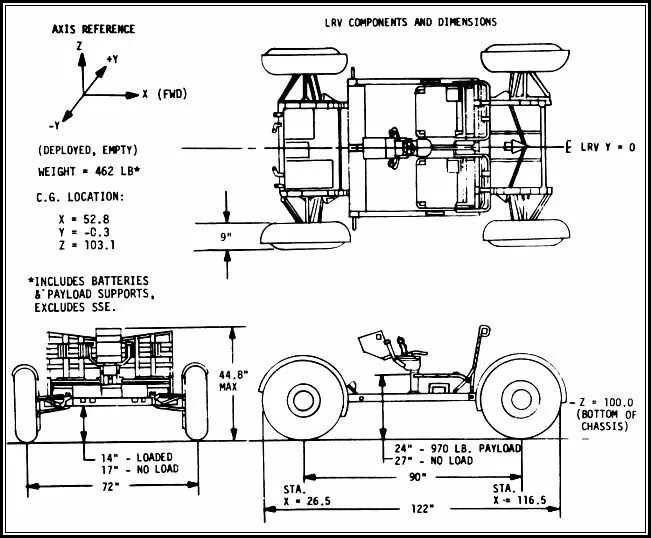 LRV COMPONENTS AND DIMENSIONS
AXIS REFERENCE
Z
+Y
X (FWD)
-Y
(DEPLOYED, EMPTY)
WEIGHT = 462 LB*
C.G. LOCATION:
X = 52.8
Y = -0.3
Z = 103.1
LRV Y = 0
9"
*INCLUDES BATTERIES
& PAYLOAD SUPPORTS,
EXCLUDES SSE.
44.8"
MAX
14" - LOADED
17" - NO LOAD
72"
Z = 100.0
(BOTTOM OF
CHASSIS)
24" - 970 LB. PAYLOAD
27" - NO LOAD
90"
STA.
X = 26.5
STA.
X = 116.5
122"